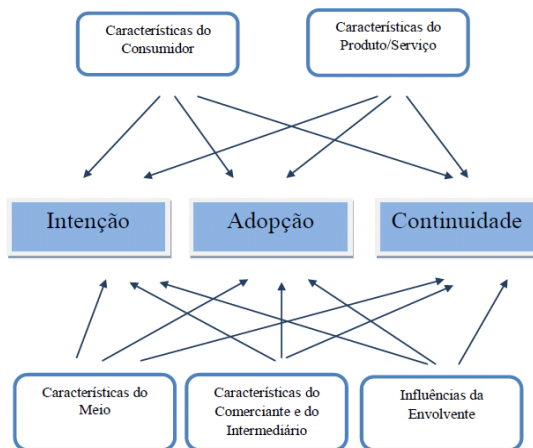 Características do
Consumidor
Características do
Produto/Serviço
Intenção
Adopção
Continuidade
Características do
Meio
Características do
Comerciante e do
Intermediário
Influências da
Envolvente